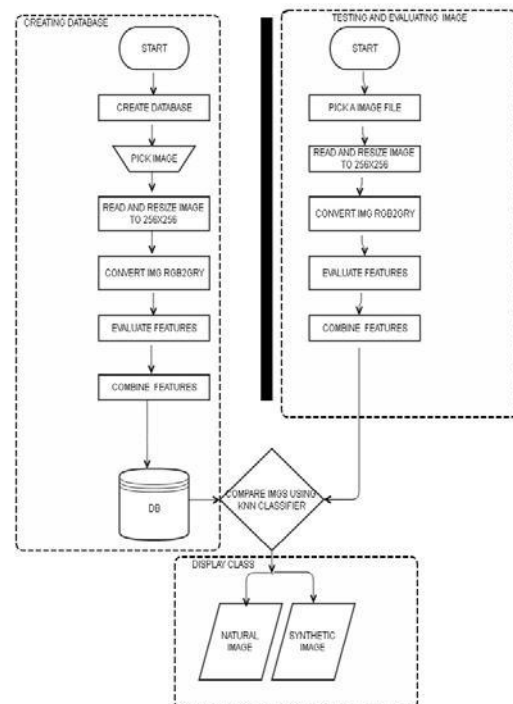 CREATING DATABASE
START
CREATE DATABASE
PICK IMAGE
READ AND RESIZE IMAGE
TO 256X256
CONVERT IMG RGB2GRY
EVALUATE FEATURES
COMBINE FEATURES
DB
TESTING AND EVALUATING IMAGE
START
PICK A IMAGE FILE
READ AND RESIZE IMAGE
TO 256X256
CONVERT IMG RGB2GRY
EVALUATE FEATURES
COMBINE FEATURES
COMPARE IMGS USING
KNN CLASSIFIER
DISPLAY CLASS
NATURAL
IMAGE
SYNTHETIC
IMAGE